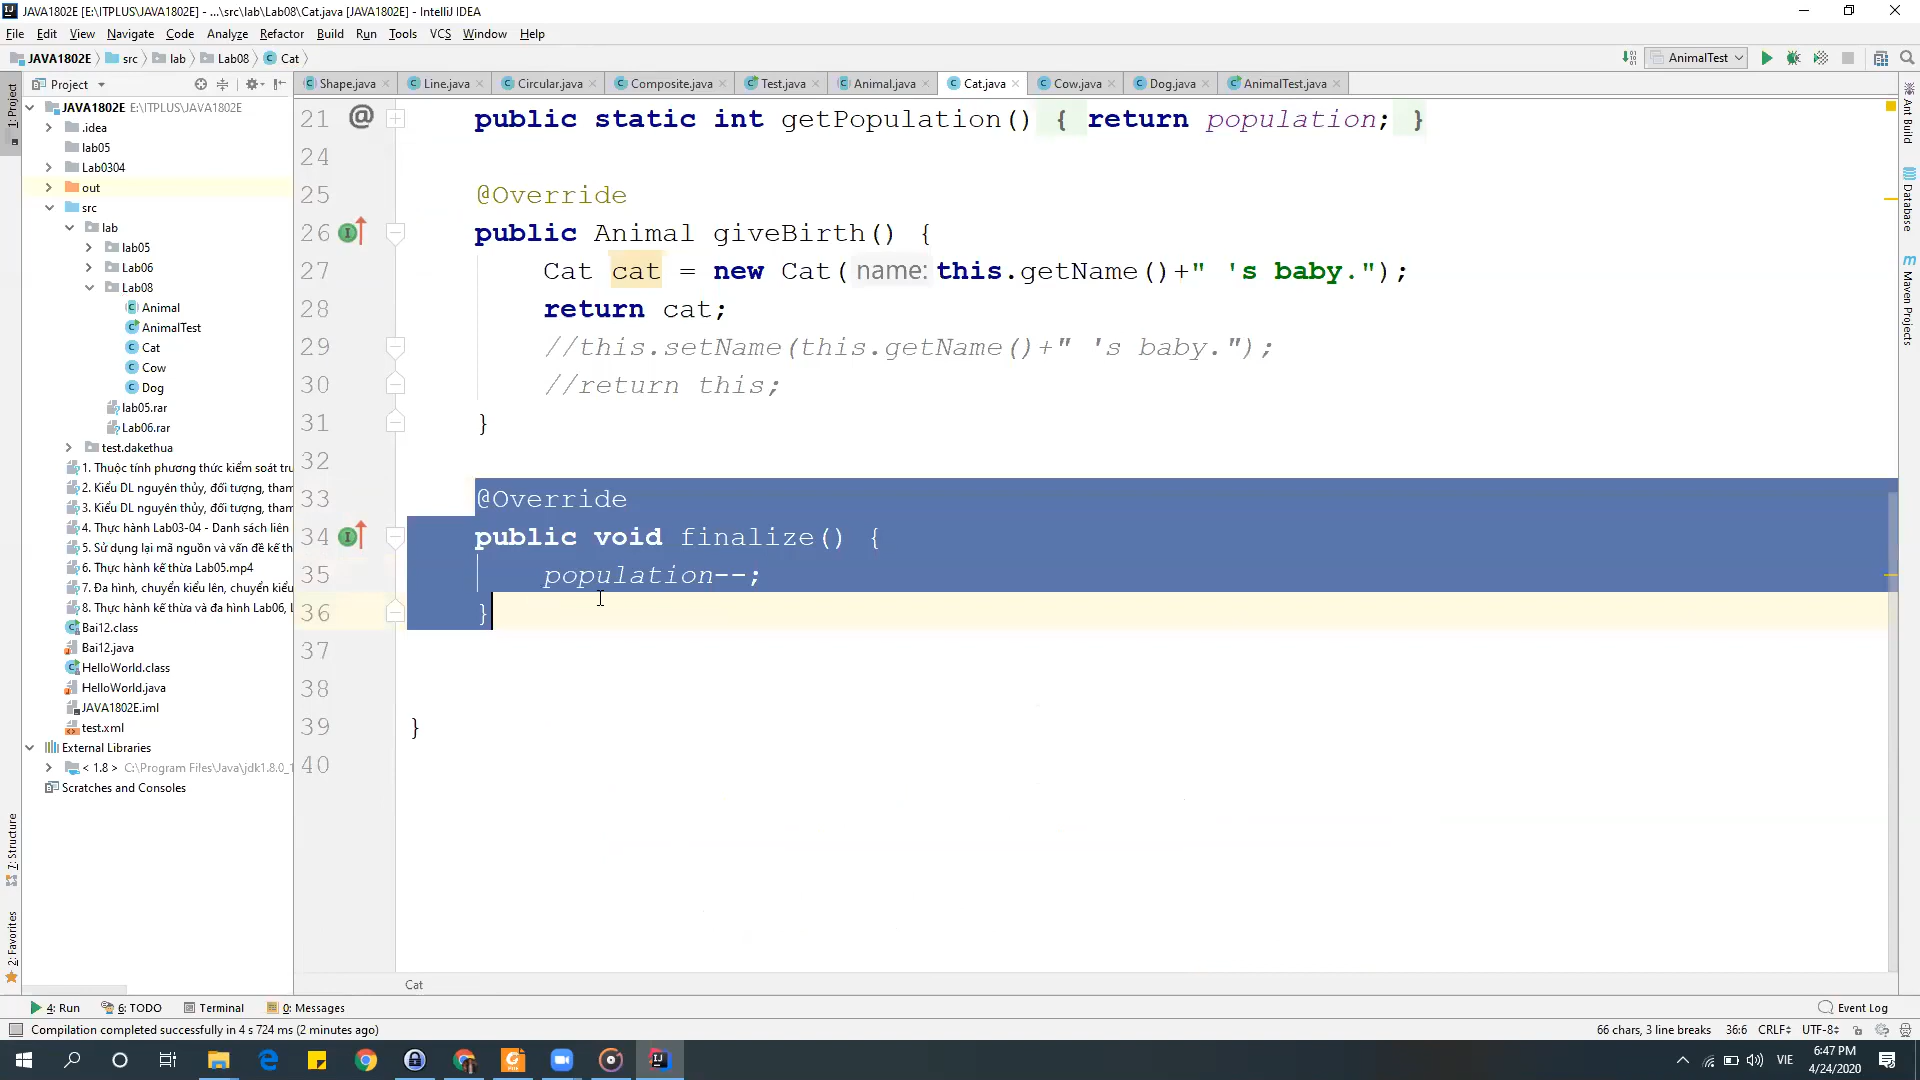 JAVA1802E [E:\ITPLUS\JAVA1802E] - ...\src\lab\Lab08\Cat.java [JAVA1802E] - IntelliJ IDEA
File Edit View Navigate Code Analyze Refactor Build Run Tools VCS Window Help
JAVA1802E src lab Lab08 Cat AnimalTest
Project
Shape.java Line.java Circular.java Composite.java Test.java Animal.java Cat.java Cow.java Dog.java AnimalTest.java
1: Project
7: Structure
2: Favorites
JAVA1802E E:\ITPLUS\JAVA1802E
.idea
lab05
Lab0304
out
src
lab
lab05
Lab06
Lab08
Animal
AnimalTest
Cat
Cow
Dog
lab05.rar
Lab06.rar
test.dakethua
1. Thuộc tính phương thức kiểm soát tru
2. Kiểu DL nguyên thủy, đối tượng, tham
3. Kiểu DL nguyên thủy, đối tượng, tham
4. Thực hành Lab03-04 - Danh sách liên
5. Sử dụng lại mã nguồn và vấn đề kế th
6. Thực hành kế thừa Lab05.mp4
7. Đa hình, chuyển kiểu lên, chuyển kiểu
8. Thực hành kế thừa và đa hình Lab06, L
Bai12.class
Bai12.java
HelloWorld.class
HelloWorld.java
JAVA1802E.iml
test.xml
External Libraries
< 1.8 > C:\Program Files\Java\jdk1.8.0_1
Scratches and Consoles
21 @ public static int getPopulation() { return population; }
24
25 @Override
26 public Animal giveBirth() {
27 Cat cat = new Cat( name: this.getName()+" 's baby.");
28 return cat;
29 //this.setName(this.getName()+" 's baby.");
30 //return this;
31 }
32
33 @Override
34 public void finalize() {
35 population--;
36 }
37
38
39 }
40
Cat
Ant Build
Database
Maven Projects
4: Run 6: TODO Terminal 0: Messages Event Log
Compilation completed successfully in 4 s 724 ms (2 minutes ago) 66 chars, 3 line breaks 36:6 CRLF UTF-8
VIE 6:47 PM
4/24/2020